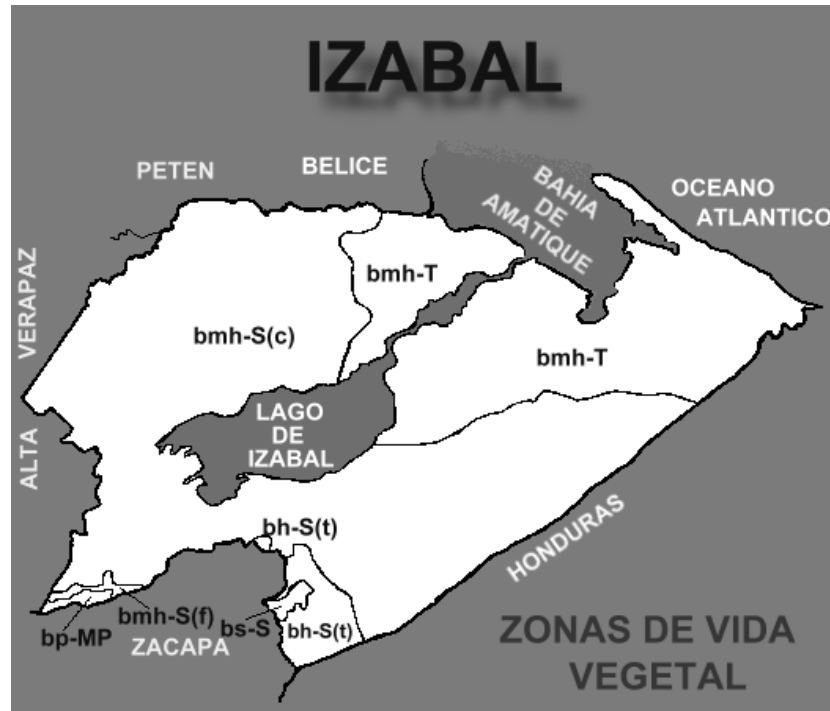 IZABAL
PETEN
BELICE
BAHIA
DE
AMATIQUE
OCEANO
ATLANTICO
ALTA VERAPAZ
bmh-T
bmh-S(c)
bmh-T
LAGO
DE
IZABAL
bh-S(t)
HONDURAS
bmh-S(f)
bs-S
bh-S(t)
bp-MP
ZACAPA
ZONAS DE VIDA
VEGETAL